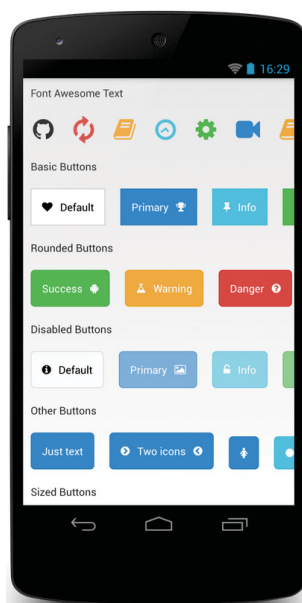 16:29
Font Awesome Text
Basic Buttons
Default Primary Info
Rounded Buttons
Success Warning Danger
Disabled Buttons
Default Primary Info
Other Buttons
Just text Two icons
Sized Buttons